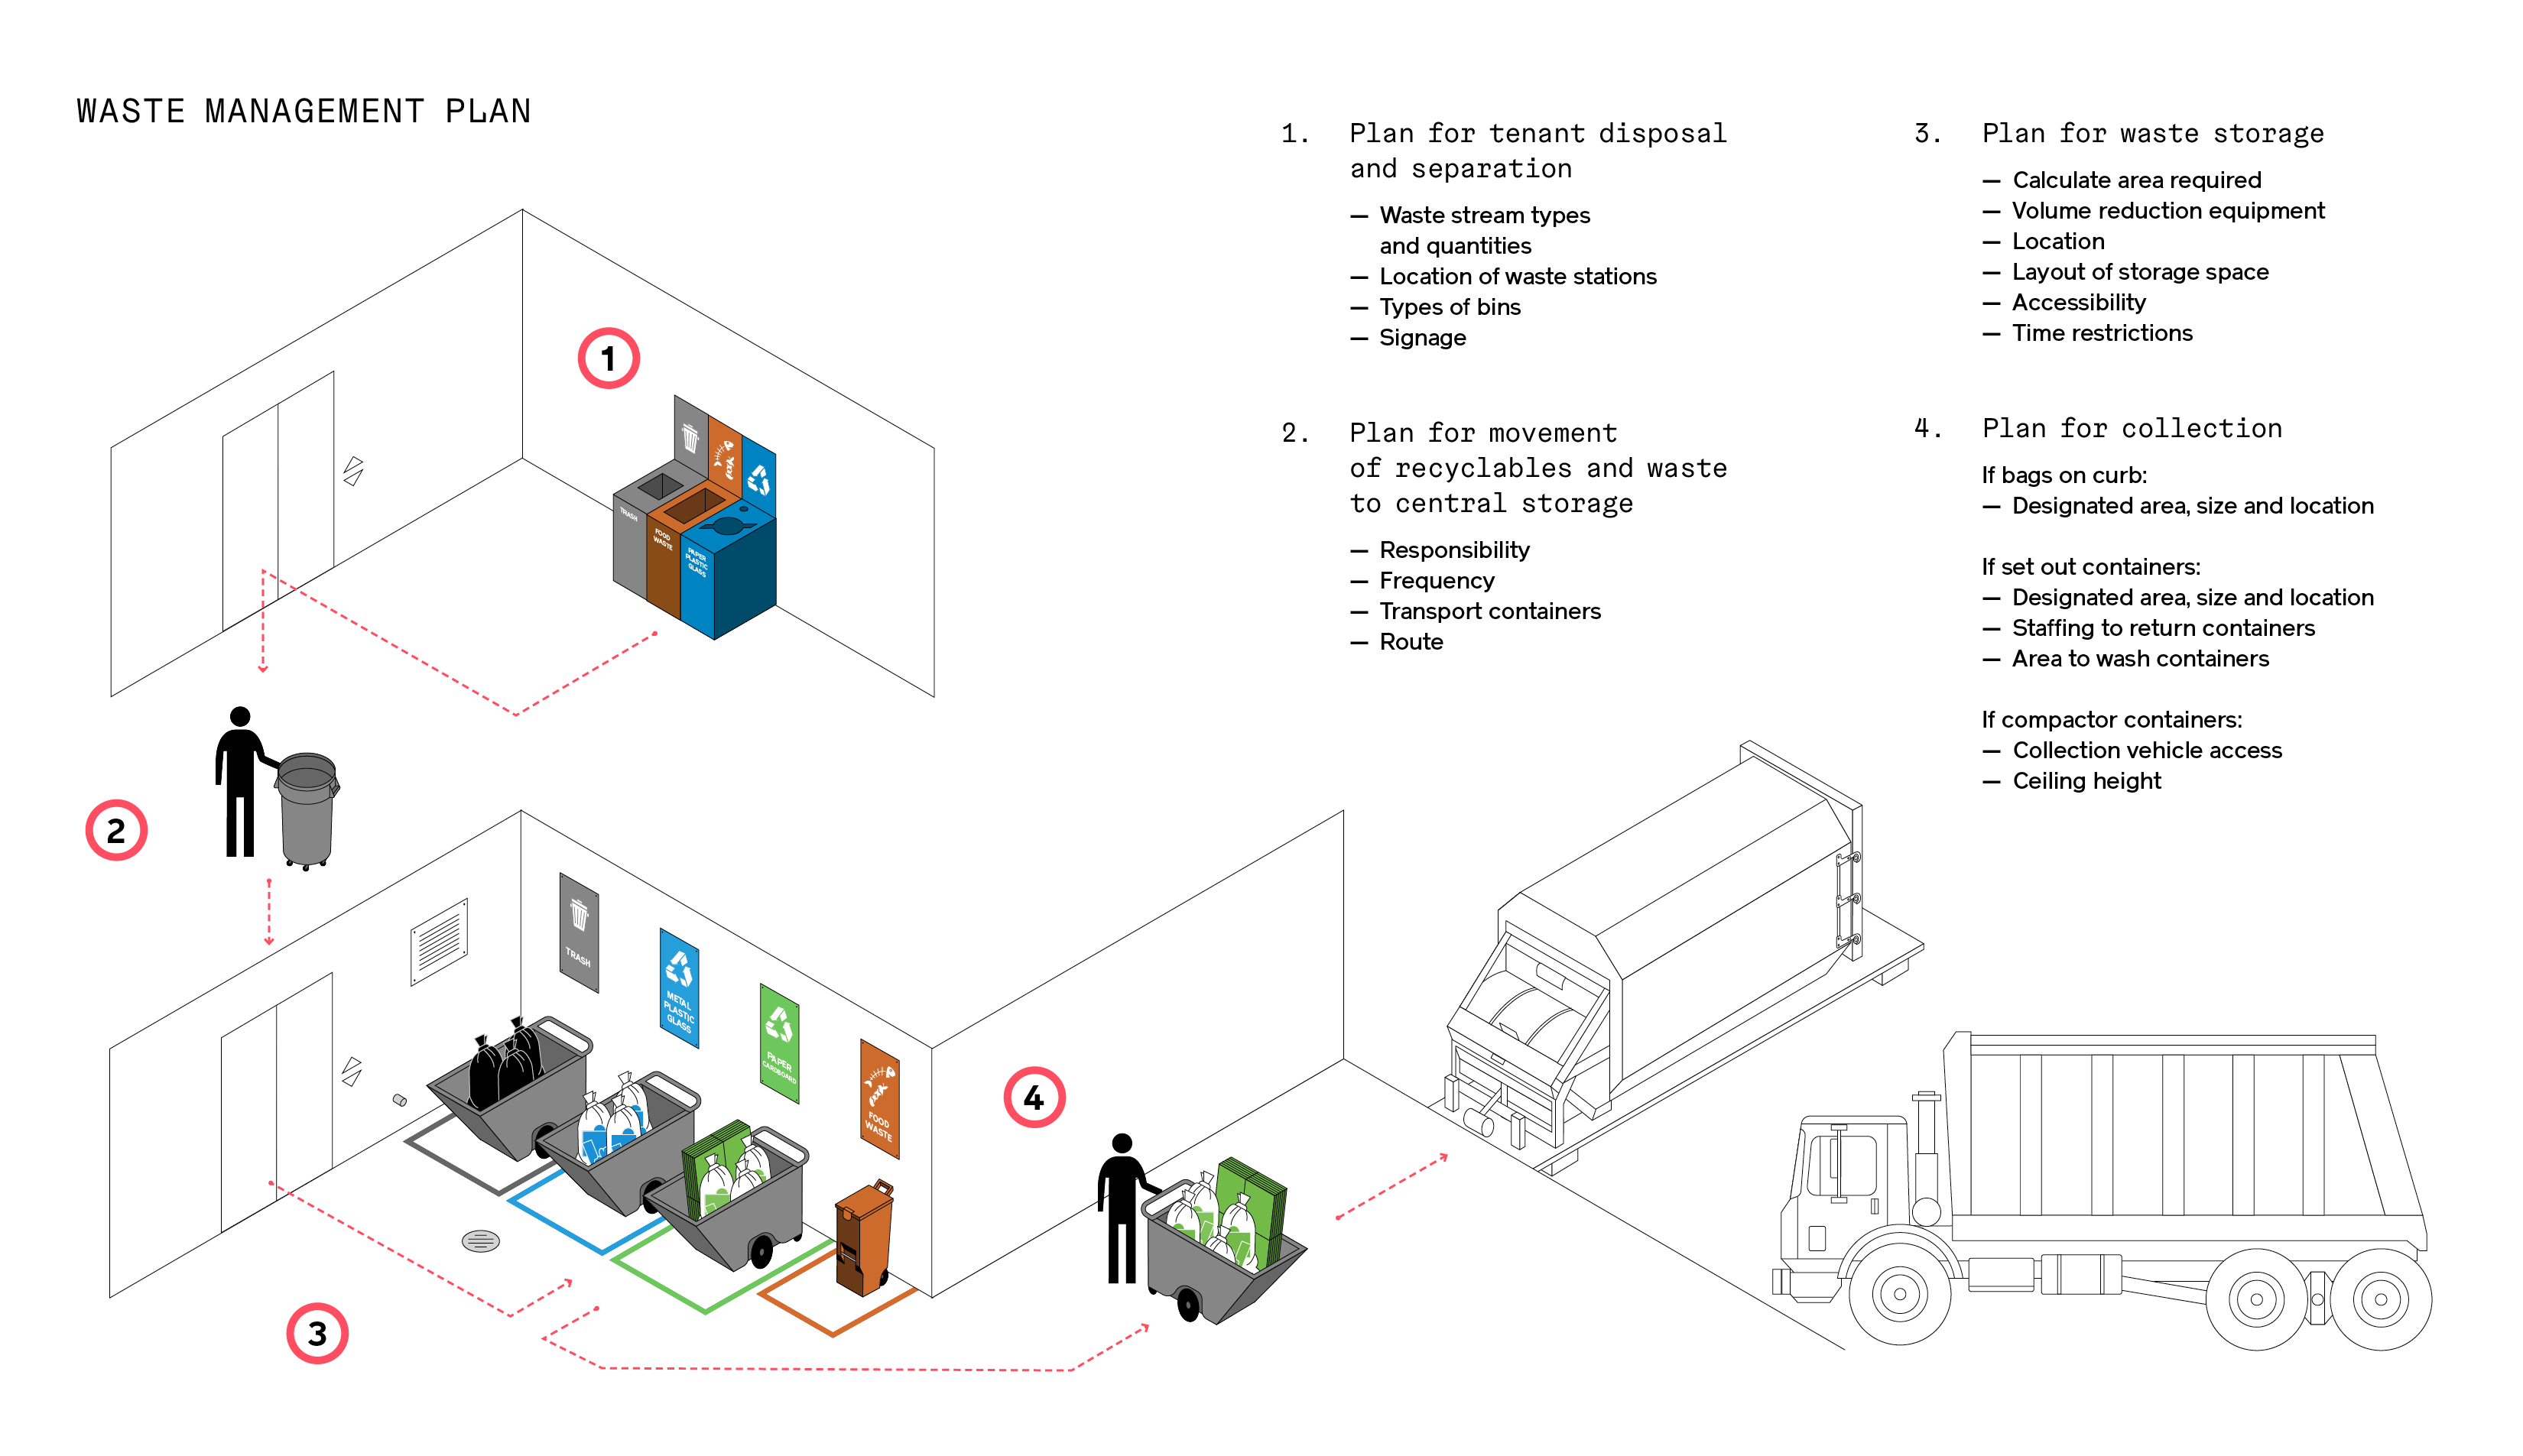 WASTE MANAGEMENT PLAN
1. Plan for tenant disposal
and separation
— Waste stream types
and quantities
— Location of waste stations
— Types of bins
— Signage
2. Plan for movement
of recyclables and waste
to central storage
— Responsibility
— Frequency
— Transport containers
— Route
3. Plan for waste storage
— Calculate area required
— Volume reduction equipment
— Location
— Layout of storage space
— Accessibility
— Time restrictions
4. Plan for collection
If bags on curb:
— Designated area, size and location
If set out containers:
— Designated area, size and location
— Staffing to return containers
— Area to wash containers
If compactor containers:
— Collection vehicle access
— Ceiling height
1
TRASH
FOOD
WASTE
PAPER
PLASTIC
GLASS
2
TRASH
METAL
PLASTIC
GLASS
PAPER
CARDBOARD
FOOD
WASTE
3
4